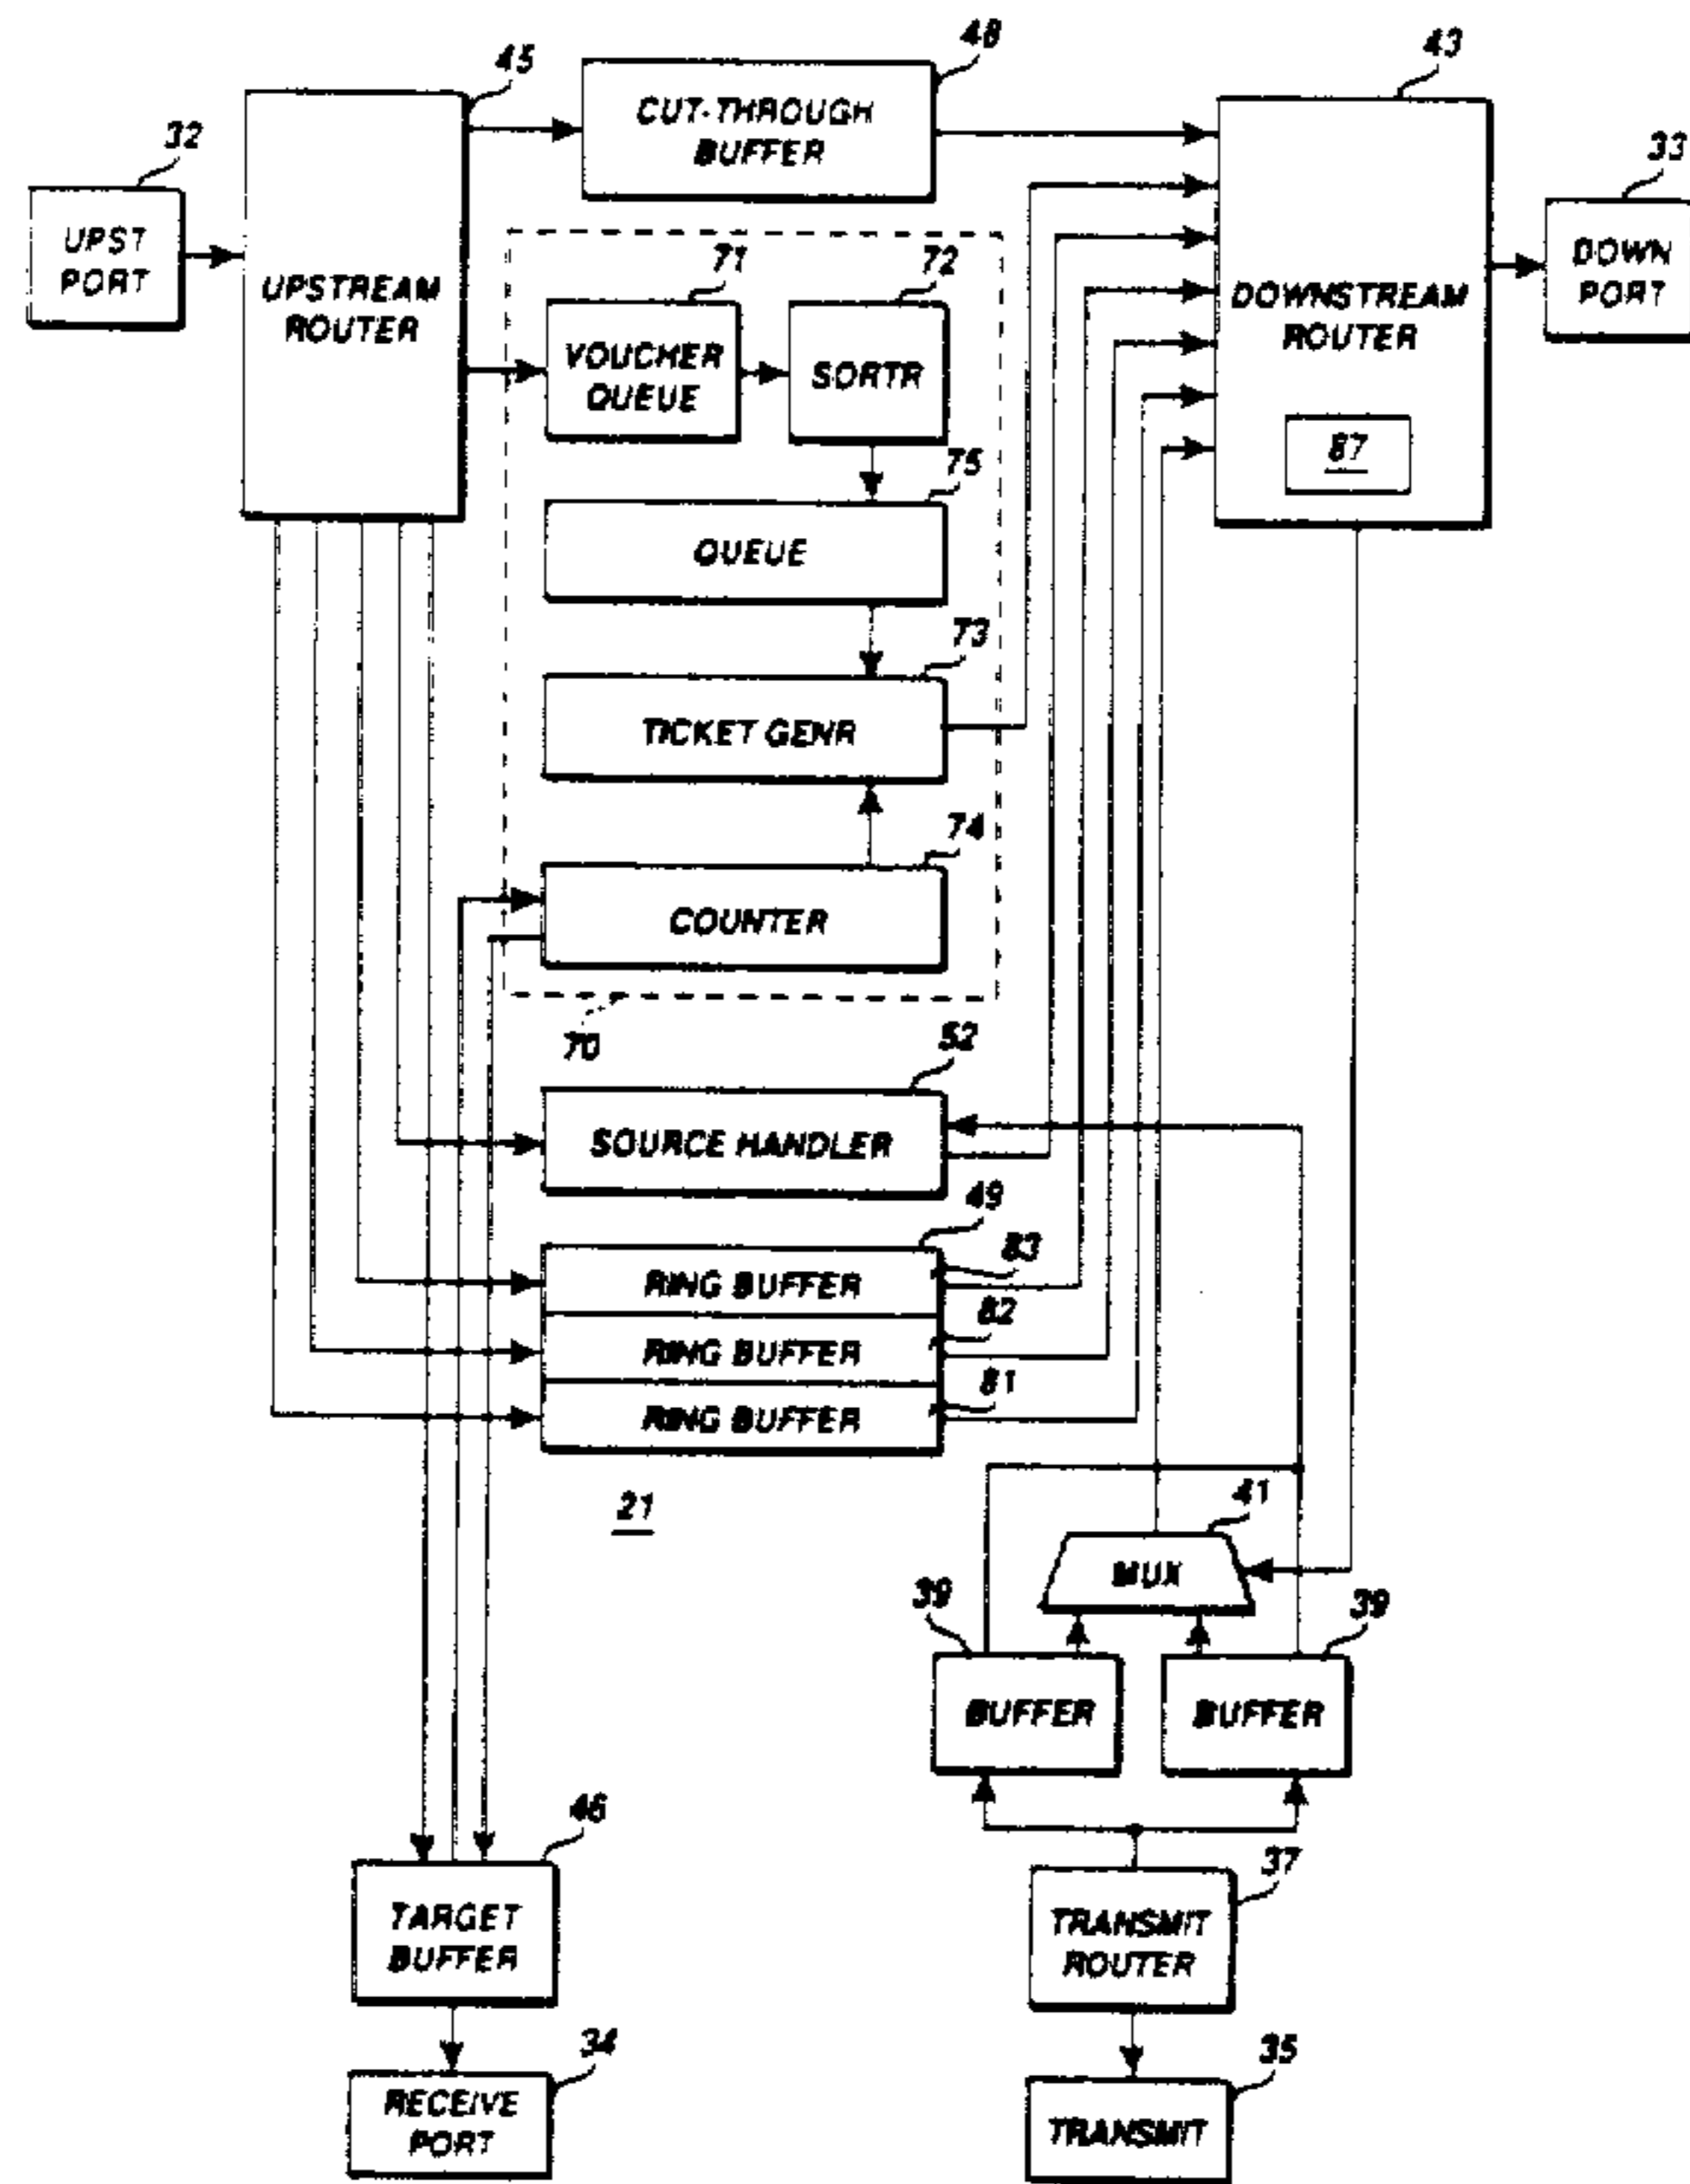 45
48
43
32
CUT-THROUGH
BUFFER
33
UPST
PORT
UPSTREAM
ROUTER
71
72
DOWNSTREAM
ROUTER
DOWN
PORT
VOUCHER
QUEUE
SORTR
87
75
QUEUE
73
TICKET GENR
74
COUNTER
70
52
SOURCE HANDLER
49
83
RING BUFFER
82
RING BUFFER
81
RING BUFFER
21
41
MUX
39
39
BUFFER
BUFFER
46
TARGET
BUFFER
37
TRANSMIT
ROUTER
34
RECEIVE
PORT
35
TRANSMIT